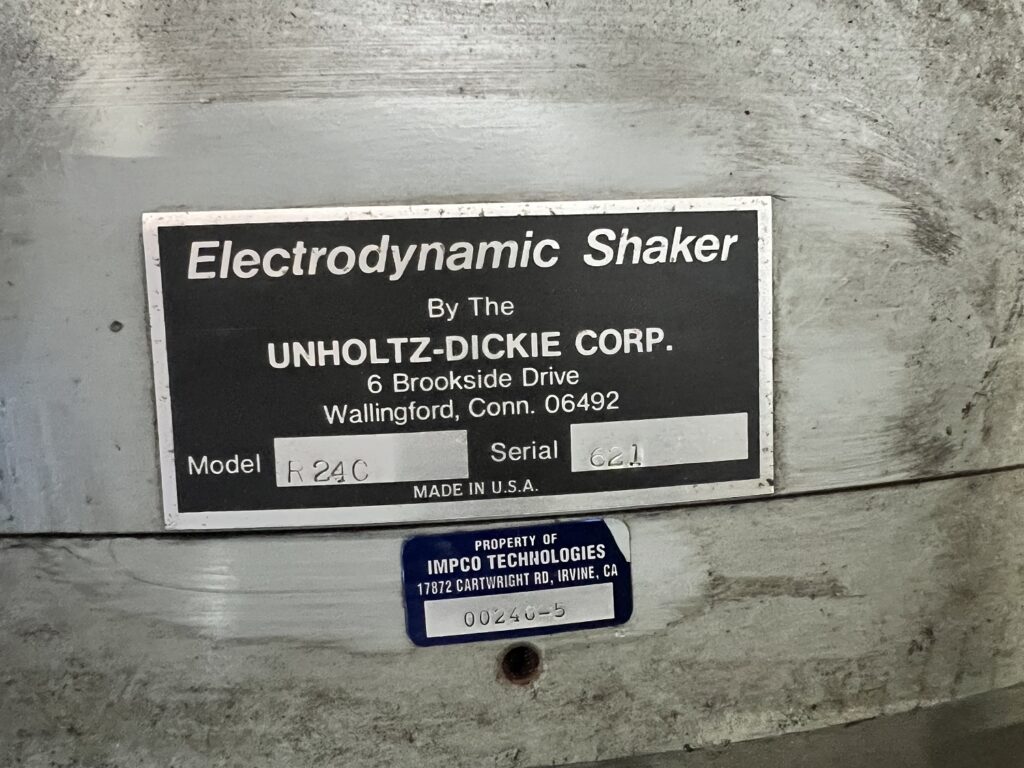 Electrodynamic Shaker
By The
UNHOLTZ-DICKIE CORP.
6 Brookside Drive
Wallingford, Conn. 06492
Model R24C Serial 621
MADE IN U.S.A.
PROPERTY OF
IMPCO TECHNOLOGIES
17872 CARTWRIGHT RD, IRVINE, CA